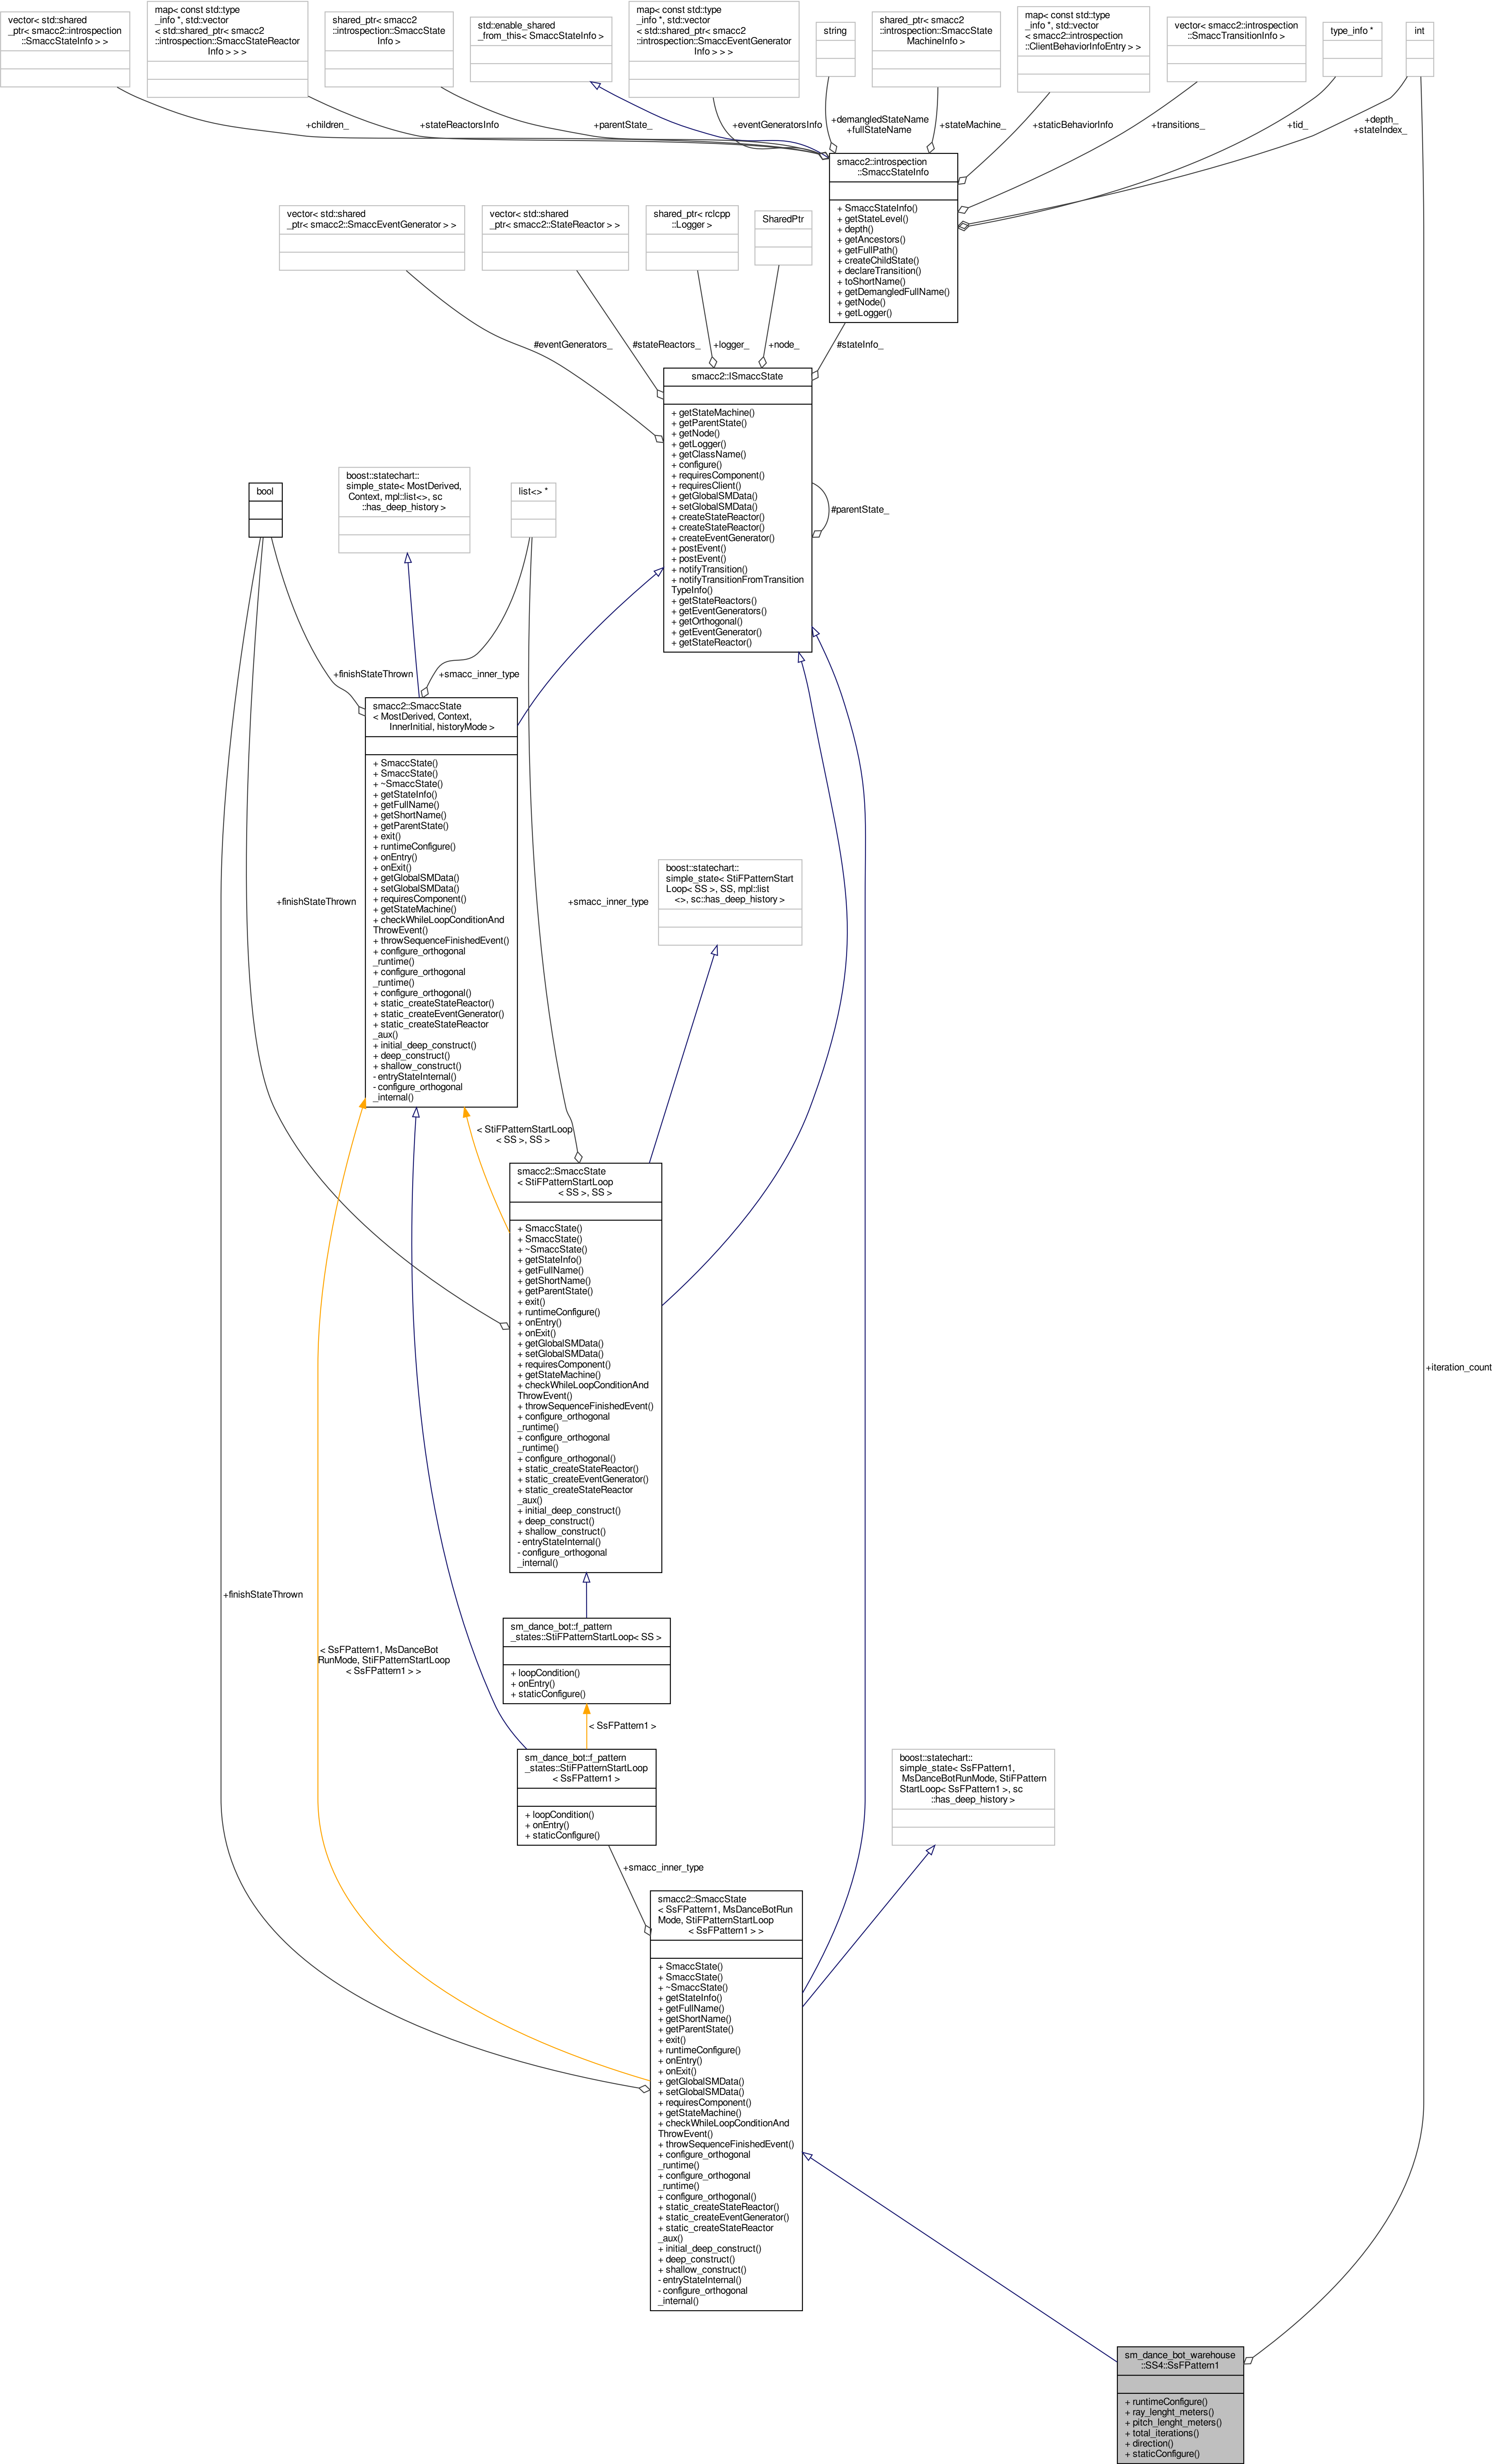 vector< std::shared
_ptr< smacc2::introspection
::SmaccStateInfo > >
map< const std::type
_info *, std::vector
< std::shared_ptr< smacc2
::introspection::SmaccStateReactor
Info > > >
shared_ptr< smacc2
::introspection::SmaccState
Info >
std::enable_shared
_from_this< SmaccStateInfo >
map< const std::type
_info *, std::vector
< std::shared_ptr< smacc2
::introspection::SmaccEventGenerator
Info > > >
string
shared_ptr< smacc2
::introspection::SmaccState
MachineInfo >
map< const std::type
_info *, std::vector
< smacc2::introspection
::ClientBehaviorInfoEntry > >
vector< smacc2::introspection
::SmaccTransitionInfo >
type_info *
int
+children_
+stateReactorsInfo
+parentState_
+eventGeneratorsInfo
+demangledStateName
+fullStateName
+stateMachine_
+staticBehaviorInfo
+transitions_
+tid_
+depth_
+stateIndex_
smacc2::introspection
::SmaccStateInfo
+ SmaccStateInfo()
+ getStateLevel()
+ depth()
+ getAncestors()
+ getFullPath()
+ createChildState()
+ declareTransition()
+ toShortName()
+ getDemangledFullName()
+ getNode()
+ getLogger()
vector< std::shared
_ptr< smacc2::SmaccEventGenerator > >
vector< std::shared
_ptr< smacc2::StateReactor > >
shared_ptr< rclcpp
::Logger >
SharedPtr
#eventGenerators_
#stateReactors_
+logger_
+node_
#stateInfo_
smacc2::ISmaccState
+ getStateMachine()
+ getParentState()
+ getNode()
+ getLogger()
+ getClassName()
+ configure()
+ requiresComponent()
+ requiresClient()
+ getGlobalSMData()
+ setGlobalSMData()
+ createStateReactor()
+ createStateReactor()
+ createEventGenerator()
+ postEvent()
+ postEvent()
+ notifyTransition()
+ notifyTransitionFromTransition
TypeInfo()
+ getStateReactors()
+ getEventGenerators()
+ getOrthogonal()
+ getEventGenerator()
+ getStateReactor()
#parentState_
bool
boost::statechart::
simple_state< MostDerived,
Context, mpl::list<>, sc
::has_deep_history >
list<> *
+finishStateThrown
+smacc_inner_type
smacc2::SmaccState
< MostDerived, Context,
InnerInitial, historyMode >
+ SmaccState()
+ SmaccState()
+ ~SmaccState()
+ getStateInfo()
+ getFullName()
+ getShortName()
+ getParentState()
+ exit()
+ runtimeConfigure()
+ onEntry()
+ onExit()
+ getGlobalSMData()
+ setGlobalSMData()
+ requiresComponent()
+ getStateMachine()
+ checkWhileLoopConditionAnd
ThrowEvent()
+ throwSequenceFinishedEvent()
+ configure_orthogonal
_runtime()
+ configure_orthogonal
_runtime()
+ configure_orthogonal()
+ static_createStateReactor()
+ static_createEventGenerator()
+ static_createStateReactor
_aux()
+ initial_deep_construct()
+ deep_construct()
+ shallow_construct()
- entryStateInternal()
- configure_orthogonal
_internal()
+finishStateThrown
+smacc_inner_type
boost::statechart::
simple_state< StiFPatternStart
Loop< SS >, SS, mpl::list
<>, sc::has_deep_history >
< StiFPatternStartLoop
< SS >, SS >
smacc2::SmaccState
< StiFPatternStartLoop
< SS >, SS >
+ SmaccState()
+ SmaccState()
+ ~SmaccState()
+ getStateInfo()
+ getFullName()
+ getShortName()
+ getParentState()
+ exit()
+ runtimeConfigure()
+ onEntry()
+ onExit()
+ getGlobalSMData()
+ setGlobalSMData()
+ requiresComponent()
+ getStateMachine()
+ checkWhileLoopConditionAnd
ThrowEvent()
+ throwSequenceFinishedEvent()
+ configure_orthogonal
_runtime()
+ configure_orthogonal
_runtime()
+ configure_orthogonal()
+ static_createStateReactor()
+ static_createEventGenerator()
+ static_createStateReactor
_aux()
+ initial_deep_construct()
+ deep_construct()
+ shallow_construct()
- entryStateInternal()
- configure_orthogonal
_internal()
+iteration_count
+finishStateThrown
sm_dance_bot::f_pattern
_states::StiFPatternStartLoop< SS >
+ loopCondition()
+ onEntry()
+ staticConfigure()
< SsFPattern1, MsDanceBot
RunMode, StiFPatternStartLoop
< SsFPattern1 > >
< SsFPattern1 >
sm_dance_bot::f_pattern
_states::StiFPatternStartLoop
< SsFPattern1 >
+ loopCondition()
+ onEntry()
+ staticConfigure()
boost::statechart::
simple_state< SsFPattern1,
MsDanceBotRunMode, StiFPattern
StartLoop< SsFPattern1 >, sc
::has_deep_history >
+smacc_inner_type
smacc2::SmaccState
< SsFPattern1, MsDanceBotRun
Mode, StiFPatternStartLoop
< SsFPattern1 > >
+ SmaccState()
+ SmaccState()
+ ~SmaccState()
+ getStateInfo()
+ getFullName()
+ getShortName()
+ getParentState()
+ exit()
+ runtimeConfigure()
+ onEntry()
+ onExit()
+ getGlobalSMData()
+ setGlobalSMData()
+ requiresComponent()
+ getStateMachine()
+ checkWhileLoopConditionAnd
ThrowEvent()
+ throwSequenceFinishedEvent()
+ configure_orthogonal
_runtime()
+ configure_orthogonal
_runtime()
+ configure_orthogonal()
+ static_createStateReactor()
+ static_createEventGenerator()
+ static_createStateReactor
_aux()
+ initial_deep_construct()
+ deep_construct()
+ shallow_construct()
- entryStateInternal()
- configure_orthogonal
_internal()
sm_dance_bot_warehouse
::SS4::SsFPattern1
+ runtimeConfigure()
+ ray_lenght_meters()
+ pitch_lenght_meters()
+ total_iterations()
+ direction()
+ staticConfigure()